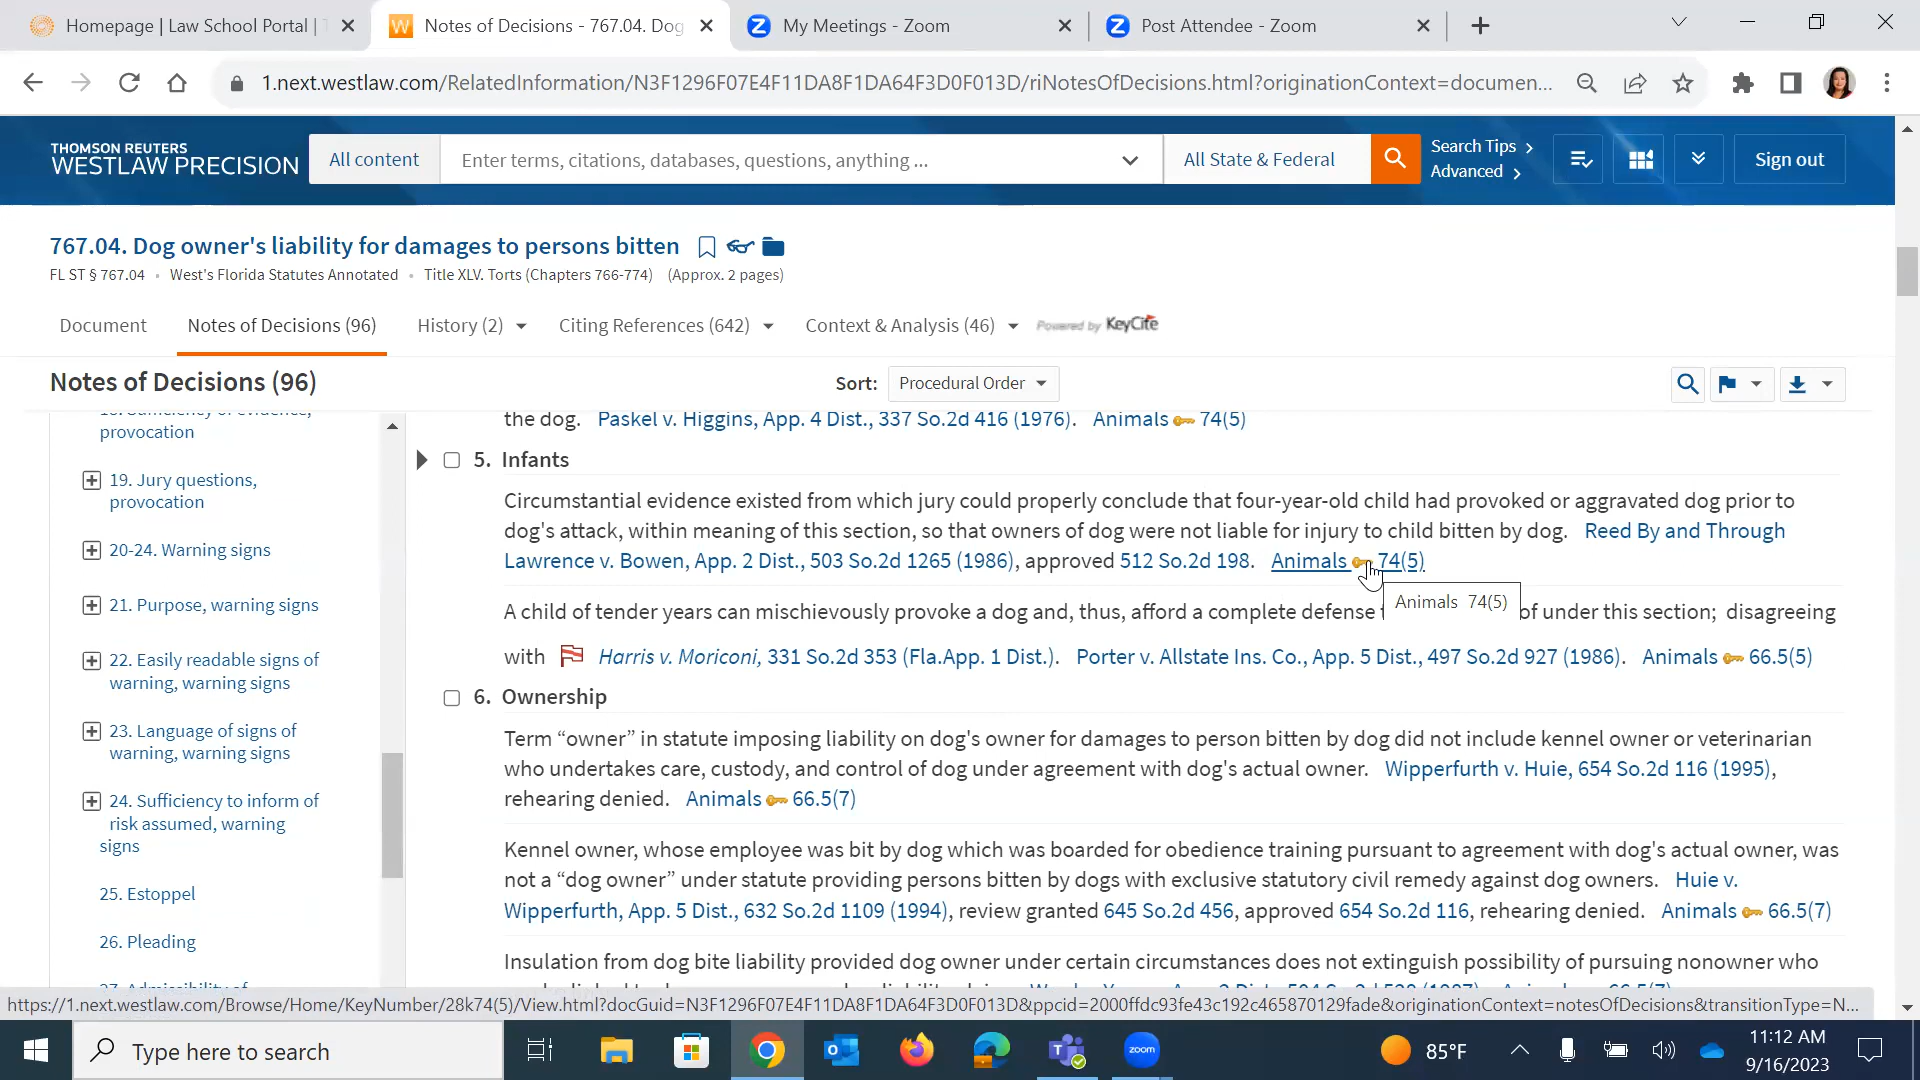 Homepage | Law School Portal |
Notes of Decisions - 767.04. Dog
My Meetings - Zoom
Post Attendee - Zoom
1.next.westlaw.com/RelatedInformation/N3F1296F07E4F11DA8F1DA64F3D0F013D/riNotesOfDecisions.html?originationContext=documen...
THOMSON REUTERS
WESTLAW PRECISION
All content
Enter terms, citations, databases, questions, anything ...
All State & Federal
Search Tips
Advanced
Sign out
767.04. Dog owner's liability for damages to persons bitten
FL ST § 767.04 • West's Florida Statutes Annotated • Title XLV. Torts (Chapters 766-774) (Approx. 2 pages)
Document Notes of Decisions (96) History (2) Citing References (642) Context & Analysis (46) Powered by KeyCite
Notes of Decisions (96)
Sort: Procedural Order
provocation
19. Jury questions,
provocation
20-24. Warning signs
21. Purpose, warning signs
22. Easily readable signs of
warning, warning signs
23. Language of signs of
warning, warning signs
24. Sufficiency to inform of
risk assumed, warning
signs
25. Estoppel
26. Pleading
the dog. Paskel v. Higgins, App. 4 Dist., 337 So.2d 416 (1976). Animals 74(5)
5. Infants
Circumstantial evidence existed from which jury could properly conclude that four-year-old child had provoked or aggravated dog prior to
dog's attack, within meaning of this section, so that owners of dog were not liable for injury to child bitten by dog. Reed By and Through
Lawrence v. Bowen, App. 2 Dist., 503 So.2d 1265 (1986), approved 512 So.2d 198. Animals 74(5)
Animals 74(5)
A child of tender years can mischievously provoke a dog and, thus, afford a complete defense of under this section; disagreeing
with Harris v. Moriconi, 331 So.2d 353 (Fla.App. 1 Dist.). Porter v. Allstate Ins. Co., App. 5 Dist., 497 So.2d 927 (1986). Animals 66.5(5)
6. Ownership
Term “owner” in statute imposing liability on dog's owner for damages to person bitten by dog did not include kennel owner or veterinarian
who undertakes care, custody, and control of dog under agreement with dog's actual owner. Wipperfurth v. Huie, 654 So.2d 116 (1995),
rehearing denied. Animals 66.5(7)
Kennel owner, whose employee was bit by dog which was boarded for obedience training pursuant to agreement with dog's actual owner, was
not a “dog owner” under statute providing persons bitten by dogs with exclusive statutory civil remedy against dog owners. Huie v.
Wipperfurth, App. 5 Dist., 632 So.2d 1109 (1994), review granted 645 So.2d 456, approved 654 So.2d 116, rehearing denied. Animals 66.5(7)
Insulation from dog bite liability provided dog owner under certain circumstances does not extinguish possibility of pursuing nonowner who
https://1.next.westlaw.com/Browse/Home/KeyNumber/28k74(5)/View.html?docGuid=N3F1296F07E4F11DA8F1DA64F3D0F013D&ppcid=2000ffdc93fe43c192c465870129fade&originationContext=notesOfDecisions&transitionType=N...
Type here to search
zoom
85°F
11:12 AM
9/16/2023